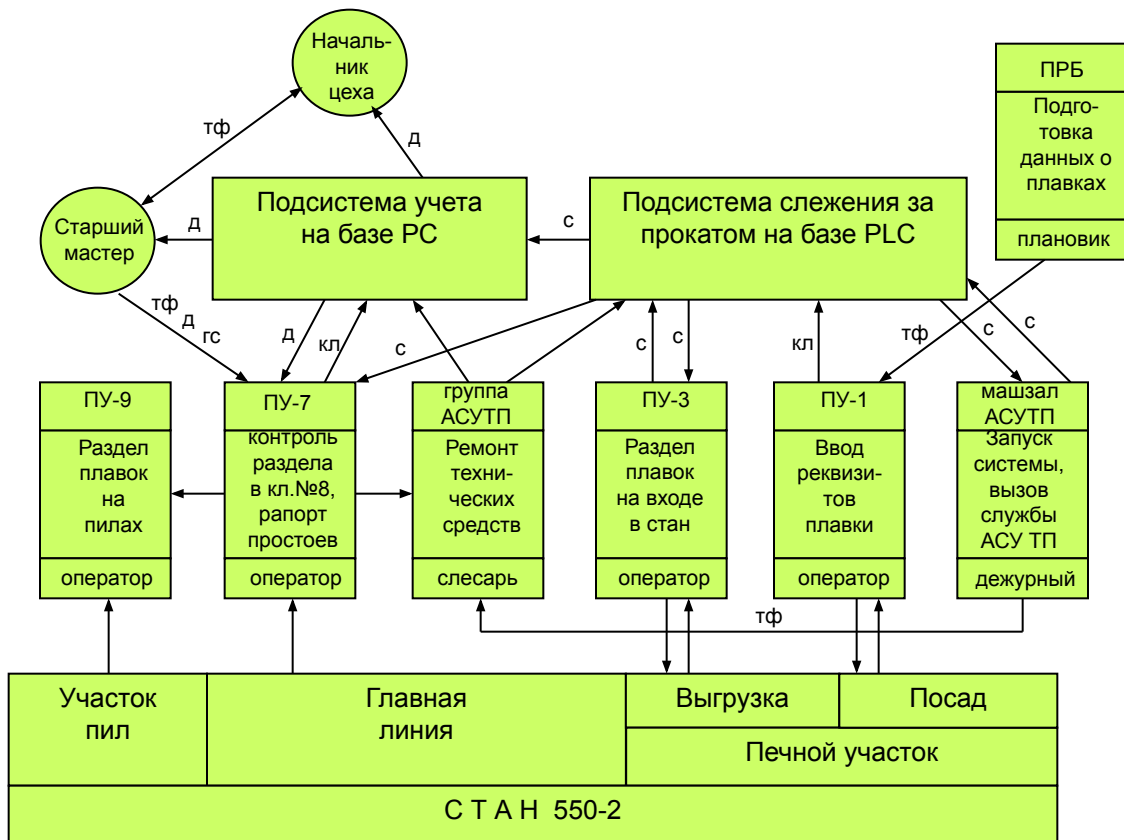 Началь-
ник
цеха
ПРБ
Подго-
товка
данных о
плавках
плановик
тф
д
Старший
мастер
д
Подсистема учета
на базе PC
с
Подсистема слежения за
прокатом на базе PLC
тф
д
гс
д
кл
с
с
с
кл
тф
с
с
ПУ-9
Раздел
плавок
на
пилах
оператор
ПУ-7
контроль
раздела
в кл.№8,
рапорт
простоев
оператор
группа
АСУТП
Ремонт
техни-
ческих
средств
слесарь
ПУ-3
Раздел
плавок
на входе
в стан
оператор
ПУ-1
Ввод
реквизи-
тов
плавки
оператор
машзал
АСУТП
Запуск
системы,
вызов
службы
АСУ ТП
дежурный
тф
Участок
пил
Главная
линия
Выгрузка
Посад
Печной участок
С Т А Н 550-2